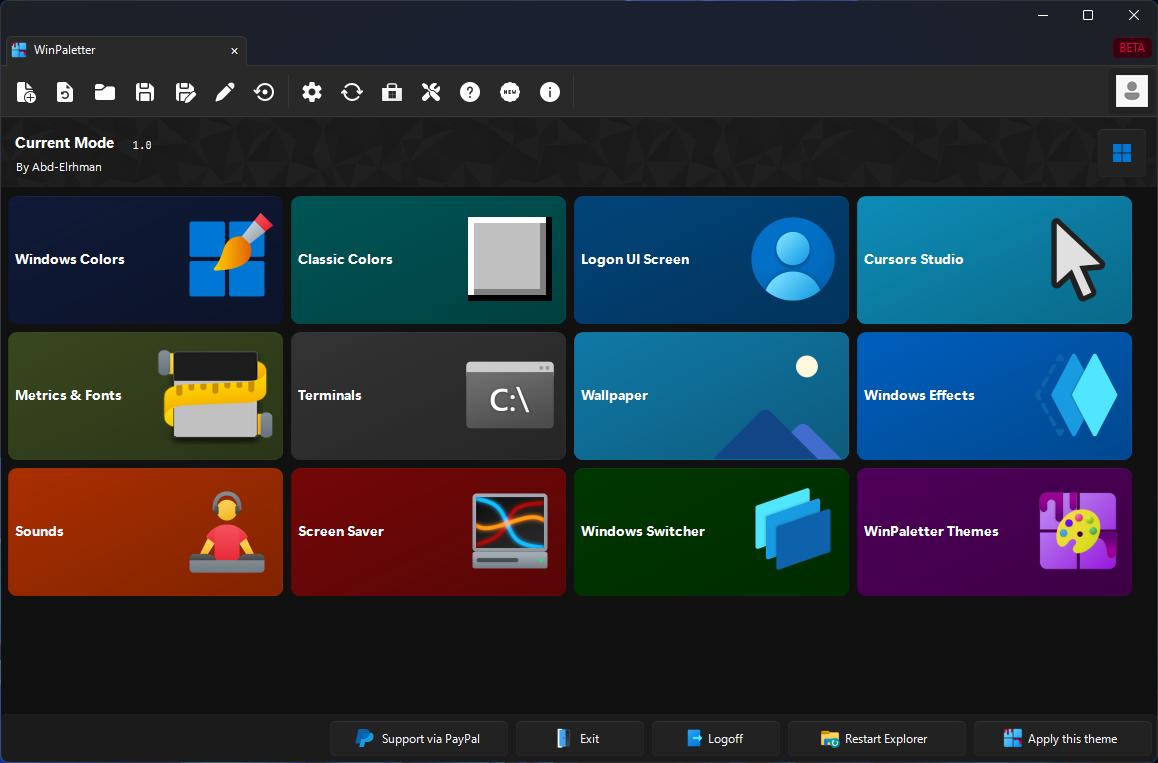 WinPaletter
BETA
NEW
Current Mode 1.0
By Abd-Elrhman
Windows Colors
Classic Colors
Logon UI Screen
Cursors Studio
Metrics & Fonts
Terminals
C:\
Wallpaper
Windows Effects
Sounds
Screen Saver
Windows Switcher
WinPaletter Themes
Support via PayPal
Exit
Logoff
Restart Explorer
Apply this theme